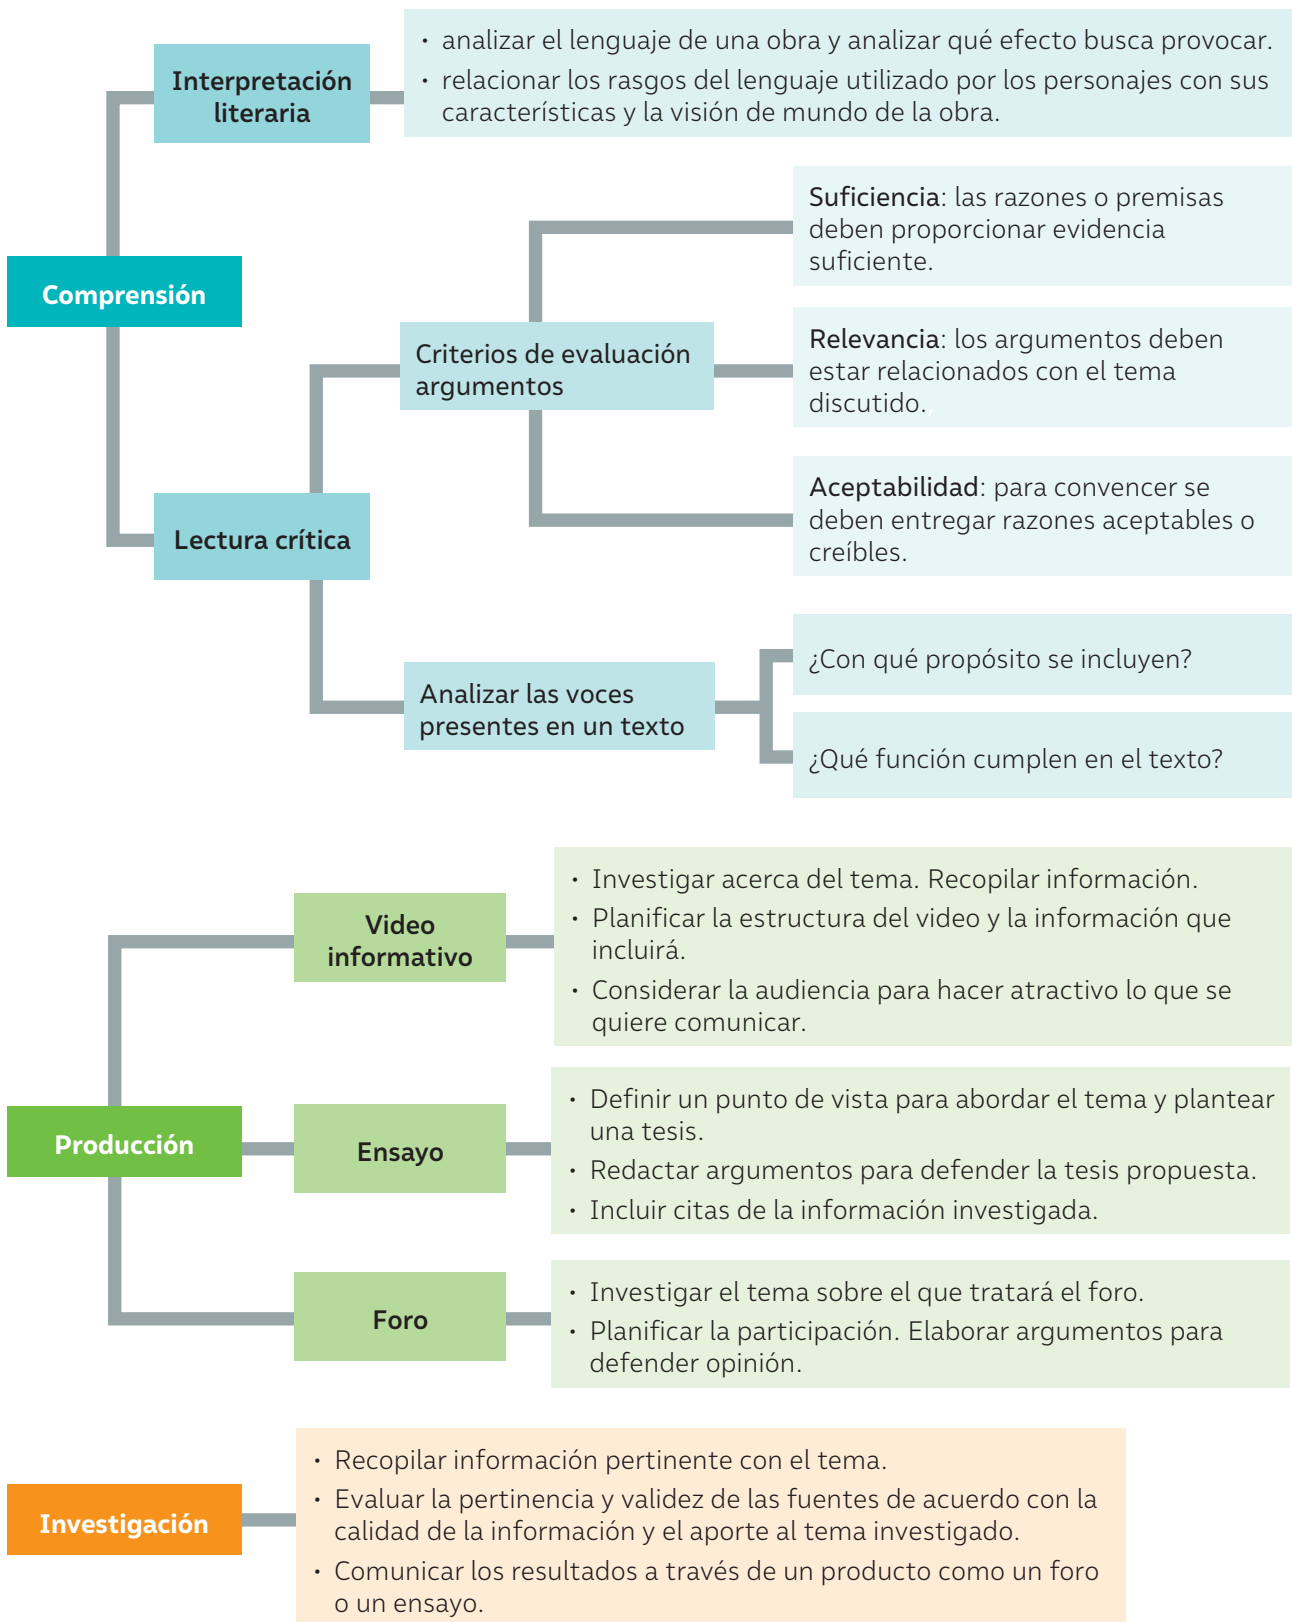 · analizar el lenguaje de una obra y analizar qué efecto busca provocar.
· relacionar los rasgos del lenguaje utilizado por los personajes con sus
características y la visión de mundo de la obra.
Interpretación
literaria
Suficiencia: las razones o premisas
deben proporcionar evidencia
suficiente.
Comprensión
Criterios de evaluación
argumentos
Relevancia: los argumentos deben
estar relacionados con el tema
discutido.
Aceptabilidad: para convencer se
deben entregar razones aceptables o
creíbles.
Lectura crítica
¿Con qué propósito se incluyen?
Analizar las voces
presentes en un texto
¿Qué función cumplen en el texto?
Video
informativo
· Investigar acerca del tema. Recopilar información.
· Planificar la estructura del video y la información que
incluirá.
· Considerar la audiencia para hacer atractivo lo que se
quiere comunicar.
Producción
Ensayo
· Definir un punto de vista para abordar el tema y plantear
una tesis.
· Redactar argumentos para defender la tesis propuesta.
· Incluir citas de la información investigada.
Foro
· Investigar el tema sobre el que tratará el foro.
· Planificar la participación. Elaborar argumentos para
defender opinión.
Investigación
· Recopilar información pertinente con el tema.
· Evaluar la pertinencia y validez de las fuentes de acuerdo con la
calidad de la información y el aporte al tema investigado.
· Comunicar los resultados a través de un producto como un foro
o un ensayo.